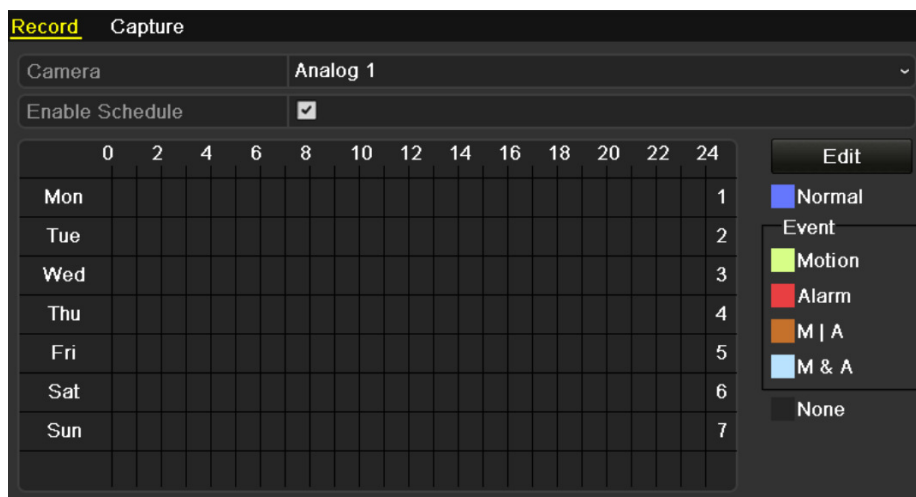 Record Capture
Camera Analog 1
Enable Schedule
0 2 4 6 8 10 12 14 16 18 20 22 24 Edit
Mon 1 Normal
Event
Tue 2
Motion
Wed 3
Alarm
Thu 4
M | A
Fri 5
M & A
Sat 6
None
Sun 7